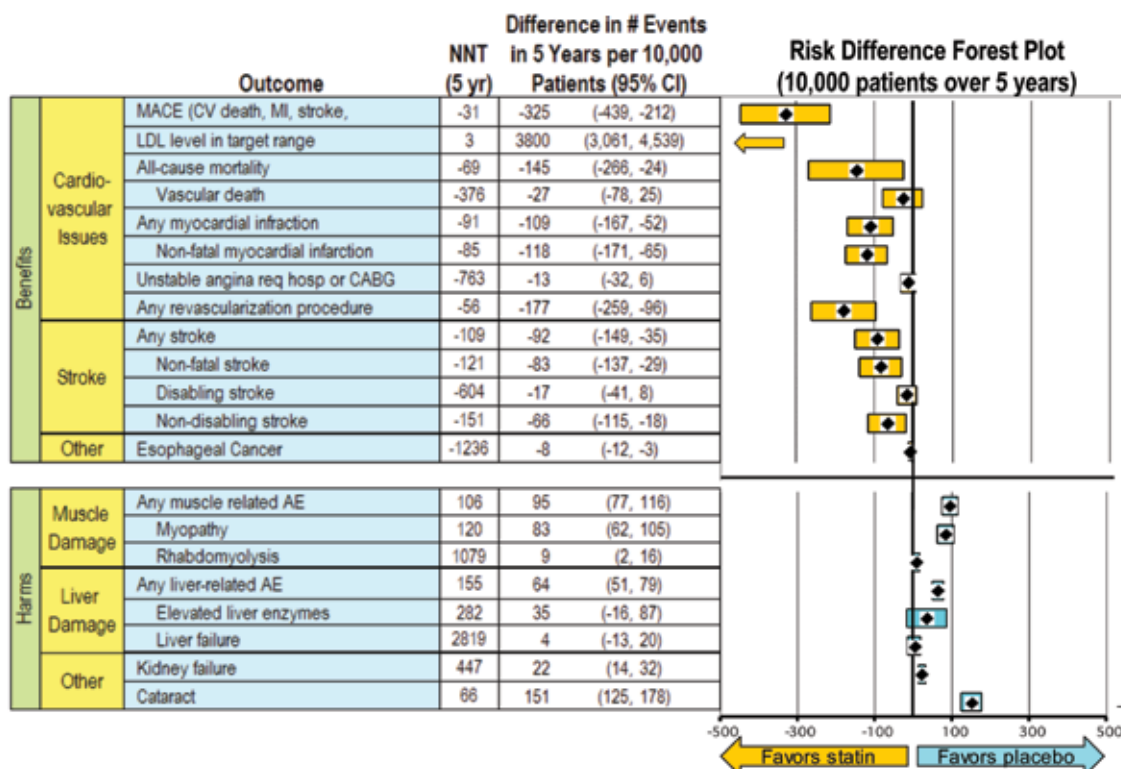 Difference in # Events
NNT in 5 Years per 10,000
Outcome (5 yr) Patients (95% CI)
Risk Difference Forest Plot
(10,000 patients over 5 years)
Benefits
Cardio-
vascular
Issues
MACE (CV death, MI, stroke, -31 -325 (-439, -212)
LDL level in target range 3 3800 (3,061, 4,539)
All-cause mortality -69 -145 (-266, -24)
Vascular death -376 -27 (-78, 25)
Any myocardial infraction -91 -109 (-167, -52)
Non-fatal myocardial infarction -85 -118 (-171, -65)
Unstable angina req hosp or CABG -763 -13 (-32, 6)
Any revascularization procedure -56 -177 (-259, -96)
Stroke
Any stroke -109 -92 (-149, -35)
Non-fatal stroke -121 -83 (-137, -29)
Disabling stroke -604 -17 (-41, 8)
Non-disabling stroke -151 -66 (-115, -18)
Other
Esophageal Cancer -1236 -8 (-12, -3)
Harms
Muscle
Damage
Any muscle related AE 106 95 (77, 116)
Myopathy 120 83 (62, 105)
Rhabdomyolysis 1079 9 (2, 16)
Liver
Damage
Any liver-related AE 155 64 (51, 79)
Elevated liver enzymes 282 35 (-16, 87)
Liver failure 2819 4 (-13, 20)
Other
Kidney failure 447 22 (14, 32)
Cataract 66 151 (125, 178)
-500 -300 -100 100 300 500
Favors statin Favors placebo